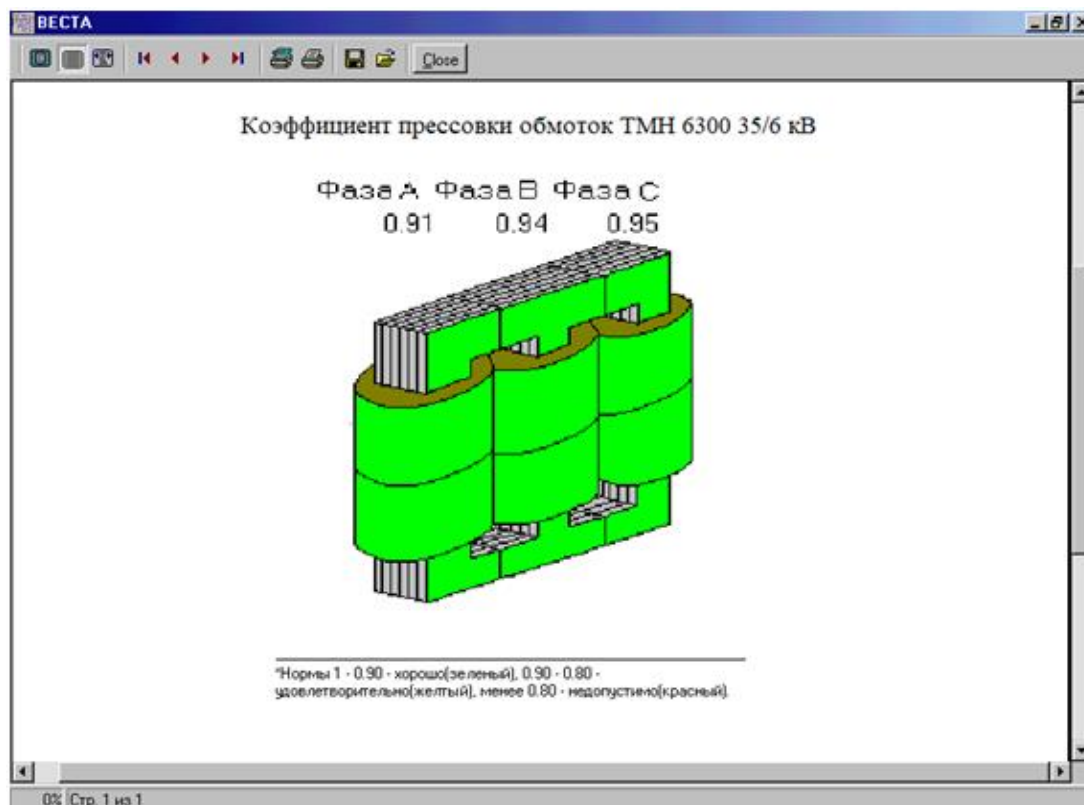 ВЕСТА
Close
Коэффициент прессовки обмоток ТМН 6300 35/6 кВ
Фаза А Фаза В Фаза С
0.91 0.94 0.95
*Нормы 1 - 0.90 - хорошо(зеленый), 0.90 - 0.80 -
удовлетворительно(желтый), менее 0.80 - недопустимо(красный).
0% Стр. 1 из 1